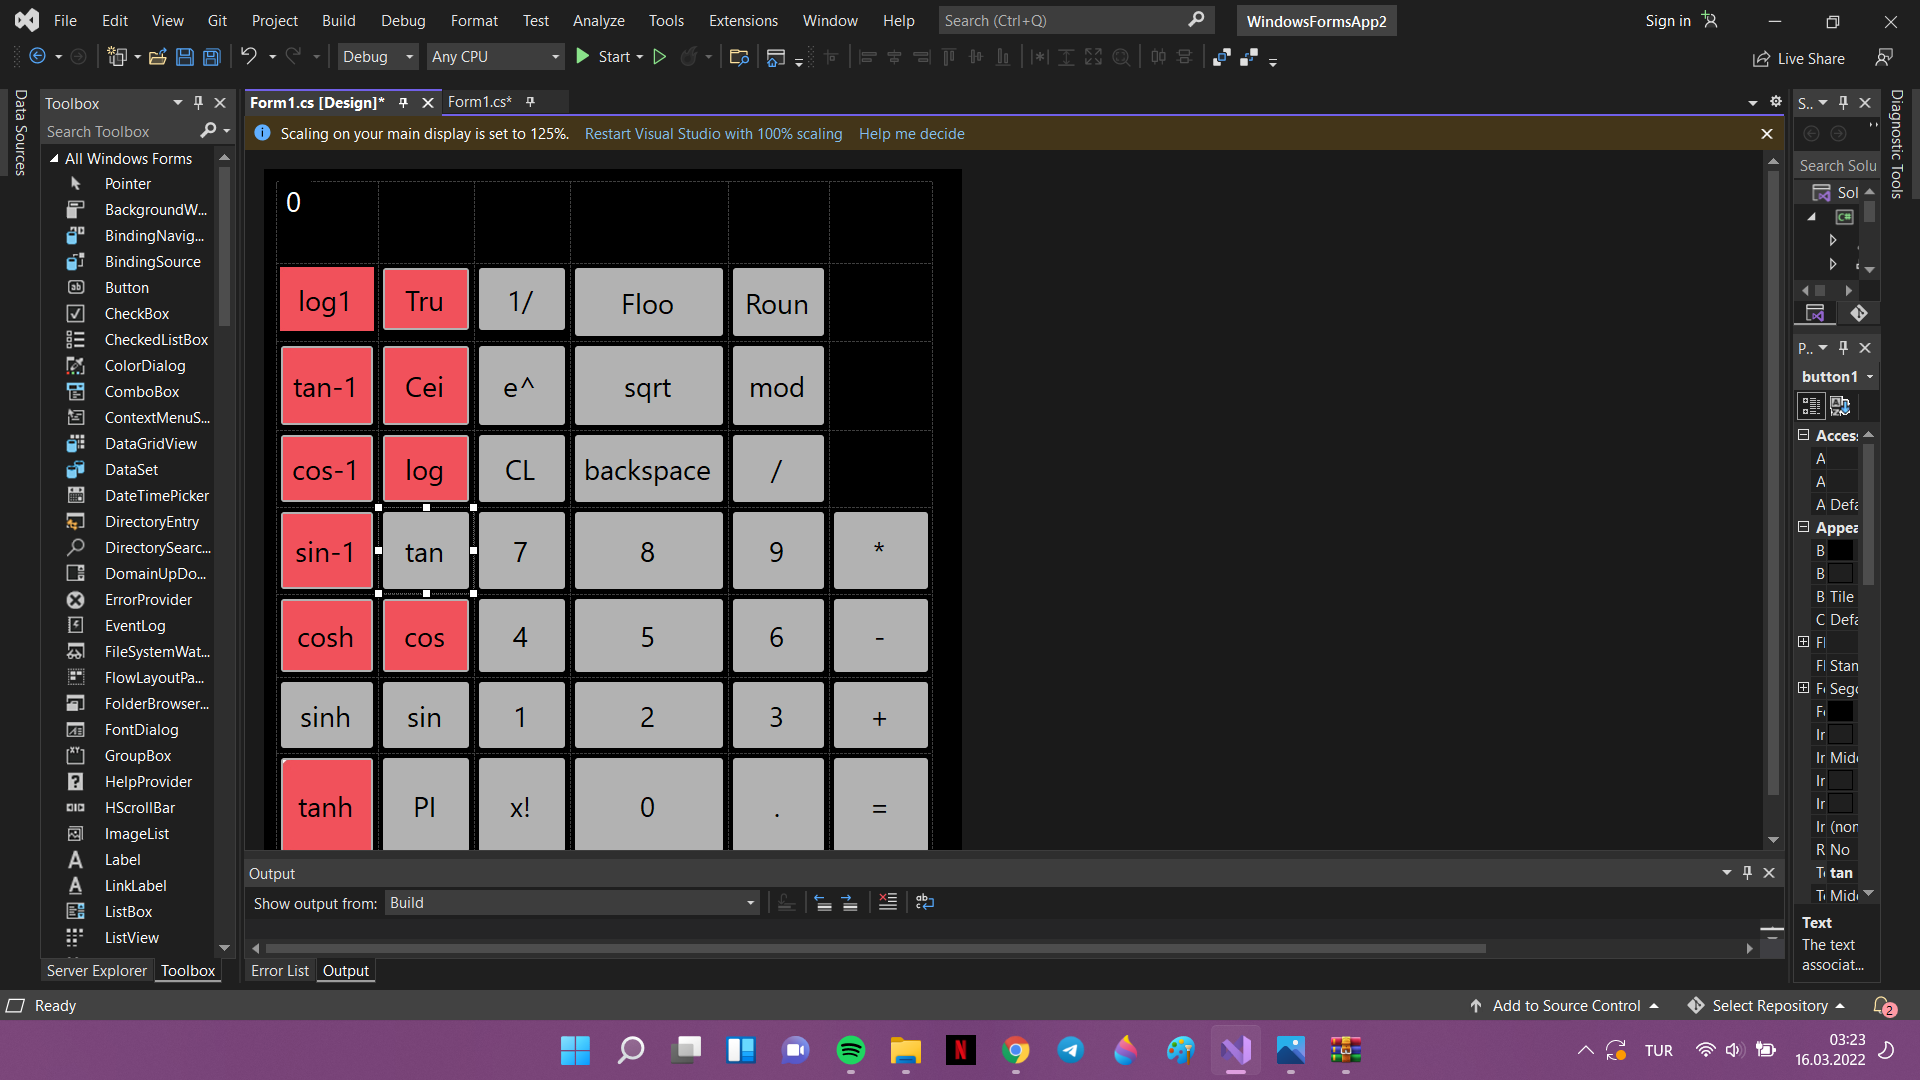 File Edit View Git Project Build Debug Format Test Analyze Tools Extensions Window Help Search (Ctrl+Q) WindowsFormsApp2 Sign in
Debug Any CPU Start Live Share
Data Sources
Toolbox
Search Toolbox
All Windows Forms
Pointer
BackgroundW...
BindingNavig...
BindingSource
Button
CheckBox
CheckedListBox
ColorDialog
ComboBox
ContextMenuS...
DataGridView
DataSet
DateTimePicker
DirectoryEntry
DirectorySearc...
DomainUpDo...
ErrorProvider
EventLog
FileSystemWat...
FlowLayoutPa...
FolderBrowser...
FontDialog
GroupBox
HelpProvider
HScrollBar
ImageList
Label
LinkLabel
ListBox
ListView
Server Explorer Toolbox
Form1.cs [Design]* Form1.cs*
Scaling on your main display is set to 125%. Restart Visual Studio with 100% scaling Help me decide
0
log1 Tru 1/ Floo Roun
tan-1 Cei e^ sqrt mod
cos-1 log CL backspace /
sin-1 tan 7 8 9 *
cosh cos 4 5 6 -
sinh sin 1 2 3 +
tanh PI x! 0 . =
Output
Show output from: Build
Error List Output
S..
Search Solu
Sol
C#
P..
button1
Acces
A
A
A Defa
Appea
B
B
B Tile
C Defa
Fl
Fl Stan
Fo Sego
Fo
Ir
Ir Midd
Ir
Ir
Ir (non
R No
Te tan
Te Midd
Text
The text
associat...
Diagnostic Tools
Ready Add to Source Control Select Repository 2
N TUR 03:23
16.03.2022